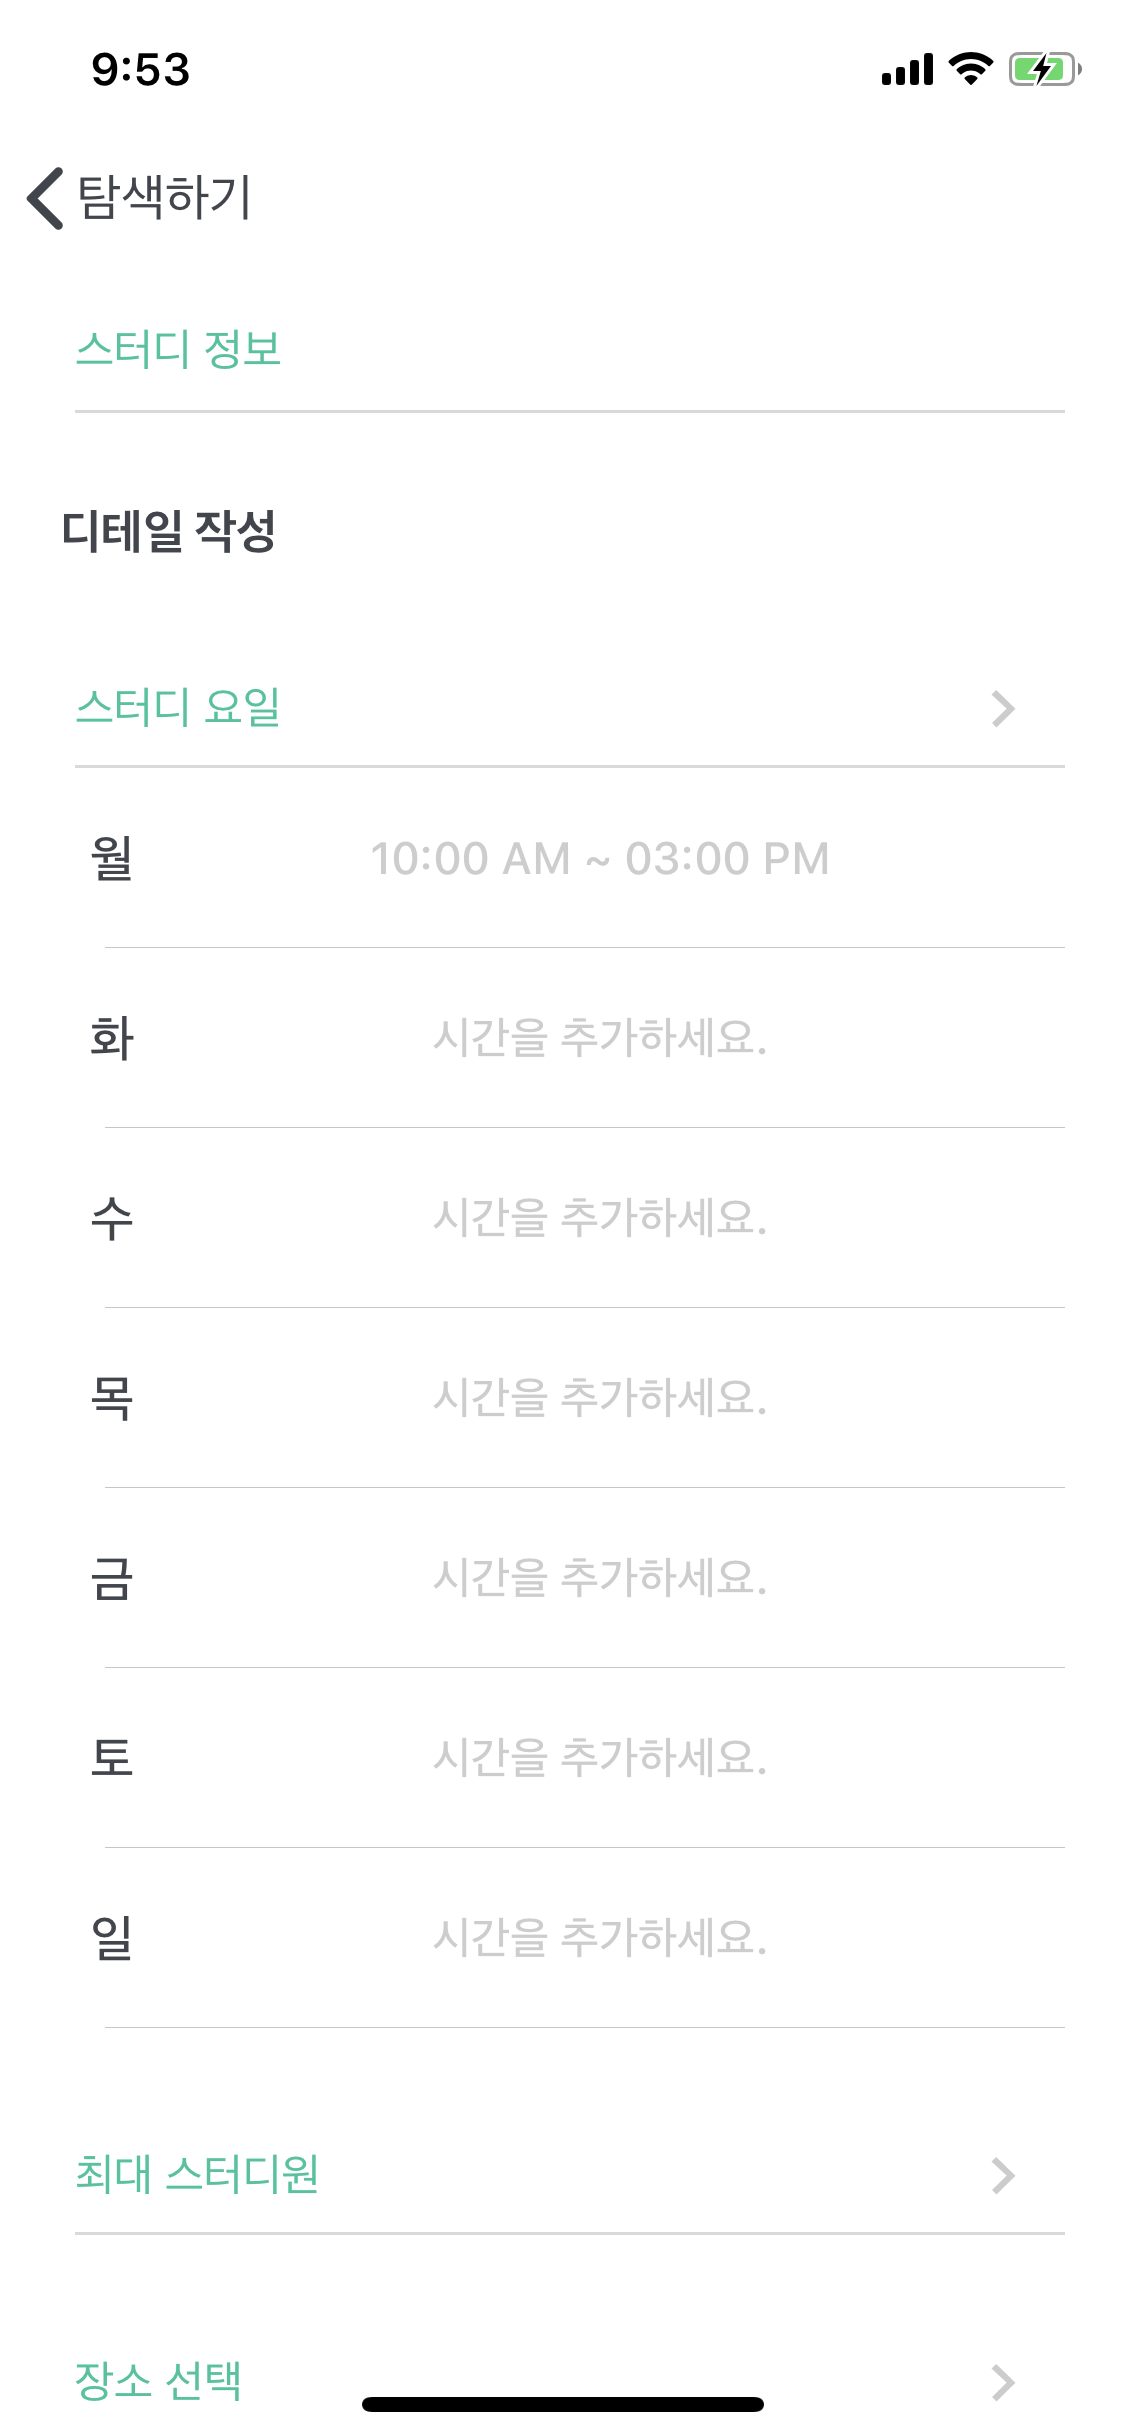 9:53
탐색하기
스터디 정보
디테일 작성
스터디 요일
월 10:00 AM ~ 03:00 PM
화 시간을 추가하세요.
수 시간을 추가하세요.
목 시간을 추가하세요.
금 시간을 추가하세요.
토 시간을 추가하세요.
일 시간을 추가하세요.
최대 스터디원
장소 선택